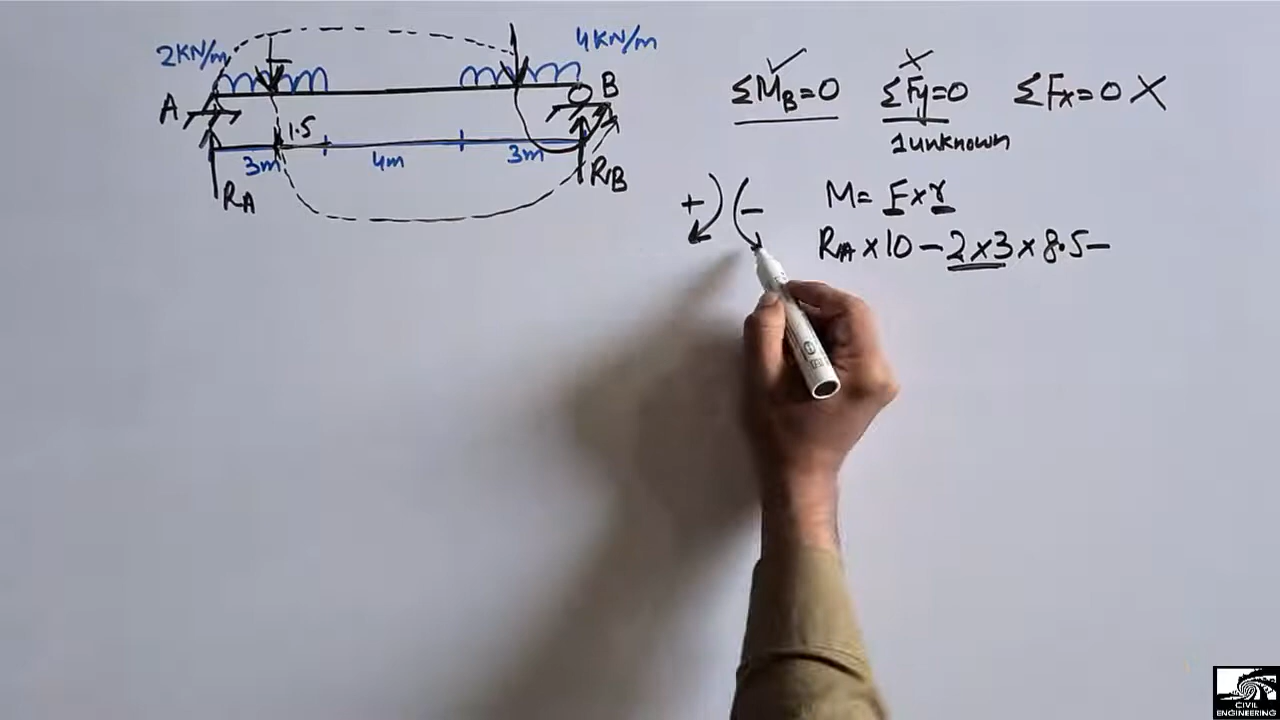 2KN/m
4KN/m
A
B
1.5
3m
4m
3m
RA
RB
ΣMB=0 ΣFy=0 ΣFx=0 X
1unknown
+ −
M= F×r
RA×10−2×3×8.5−
CIVIL
ENGINEERING